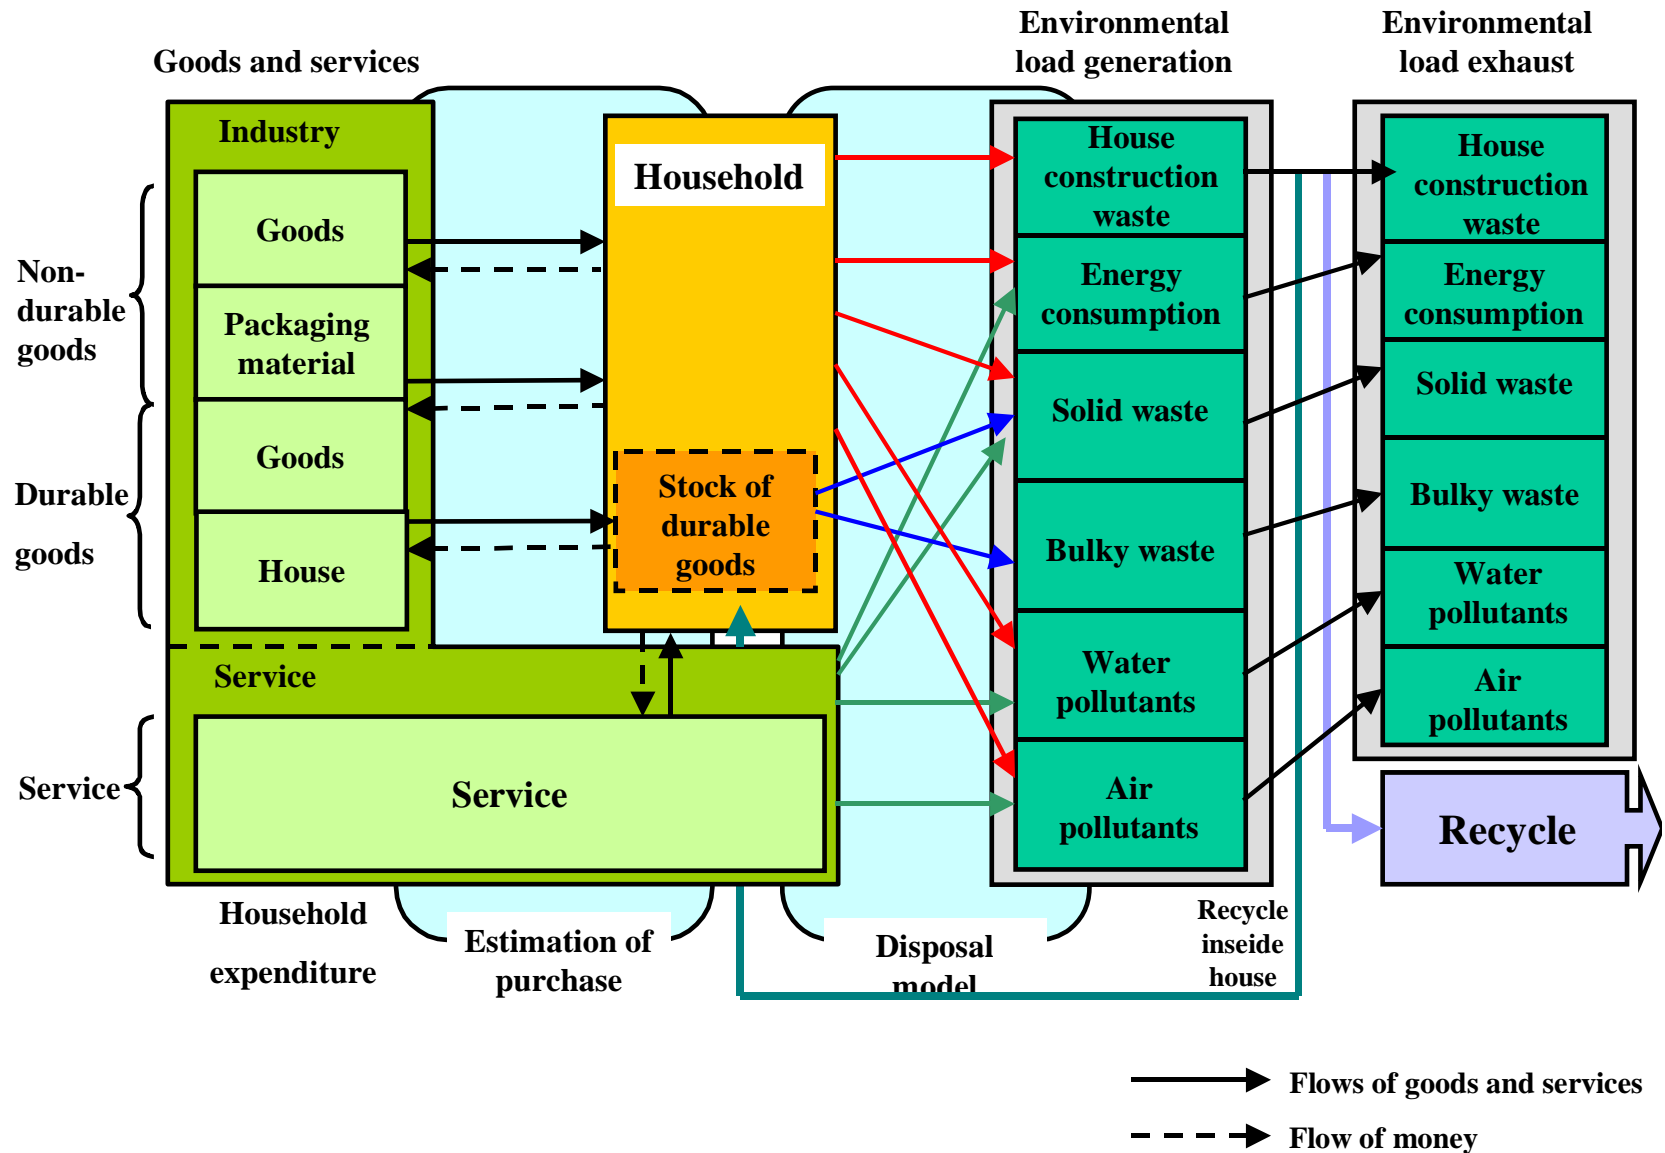 Goods and services
Environmental
load generation
Environmental
load exhaust
Industry
Household
Non-
durable
goods
Goods
Packaging
material
Durable
goods
Goods
House
Stock of
durable
goods
Service
Service
Service
House
construction
waste
Energy
consumption
Solid waste
Bulky waste
Water
pollutants
Air
pollutants
House
construction
waste
Energy
consumption
Solid waste
Bulky waste
Water
pollutants
Air
pollutants
Recycle
Household
expenditure
Estimation of
purchase
Disposal
model
Recycle
inseide
house
Flows of goods and services
Flow of money